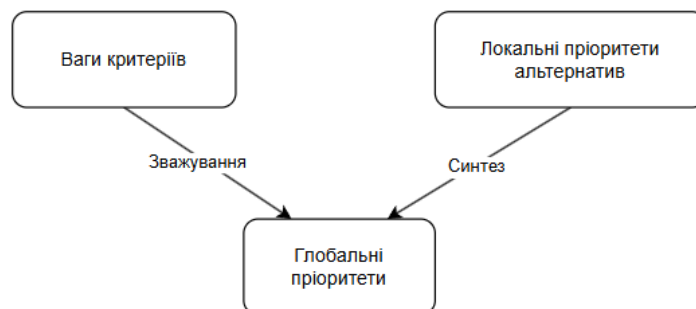 Ваги критеріїв
Локальні пріоритети
альтернатив
Зважування
Синтез
Глобальні
пріоритети